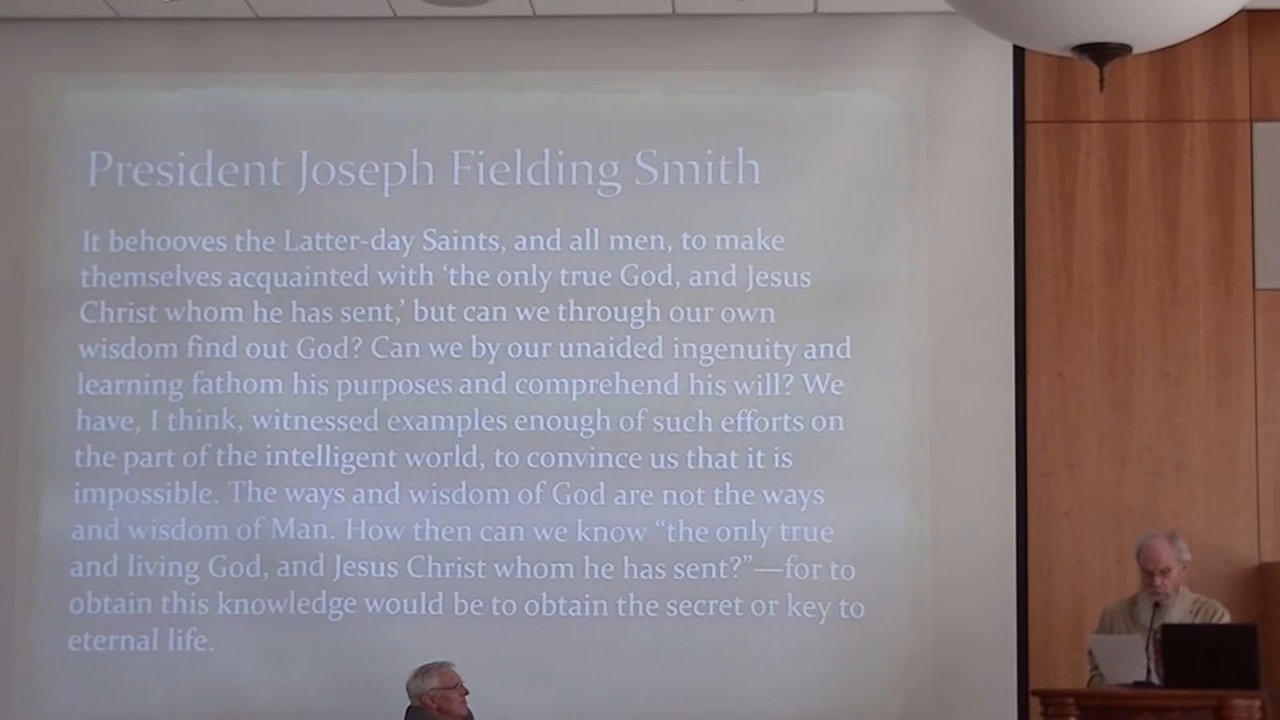 President Joseph Fielding Smith
It behooves the Latter-day Saints, and all men, to make
themselves acquainted with ‘the only true God, and Jesus
Christ whom he has sent,’ but can we through our own
wisdom find out God? Can we by our unaided ingenuity and
learning fathom his purposes and comprehend his will? We
have, I think, witnessed examples enough of such efforts on
the part of the intelligent world, to convince us that it is
impossible. The ways and wisdom of God are not the ways
and wisdom of Man. How then can we know “the only true
and living God, and Jesus Christ whom he has sent?”—for to
obtain this knowledge would be to obtain the secret or key to
eternal life.